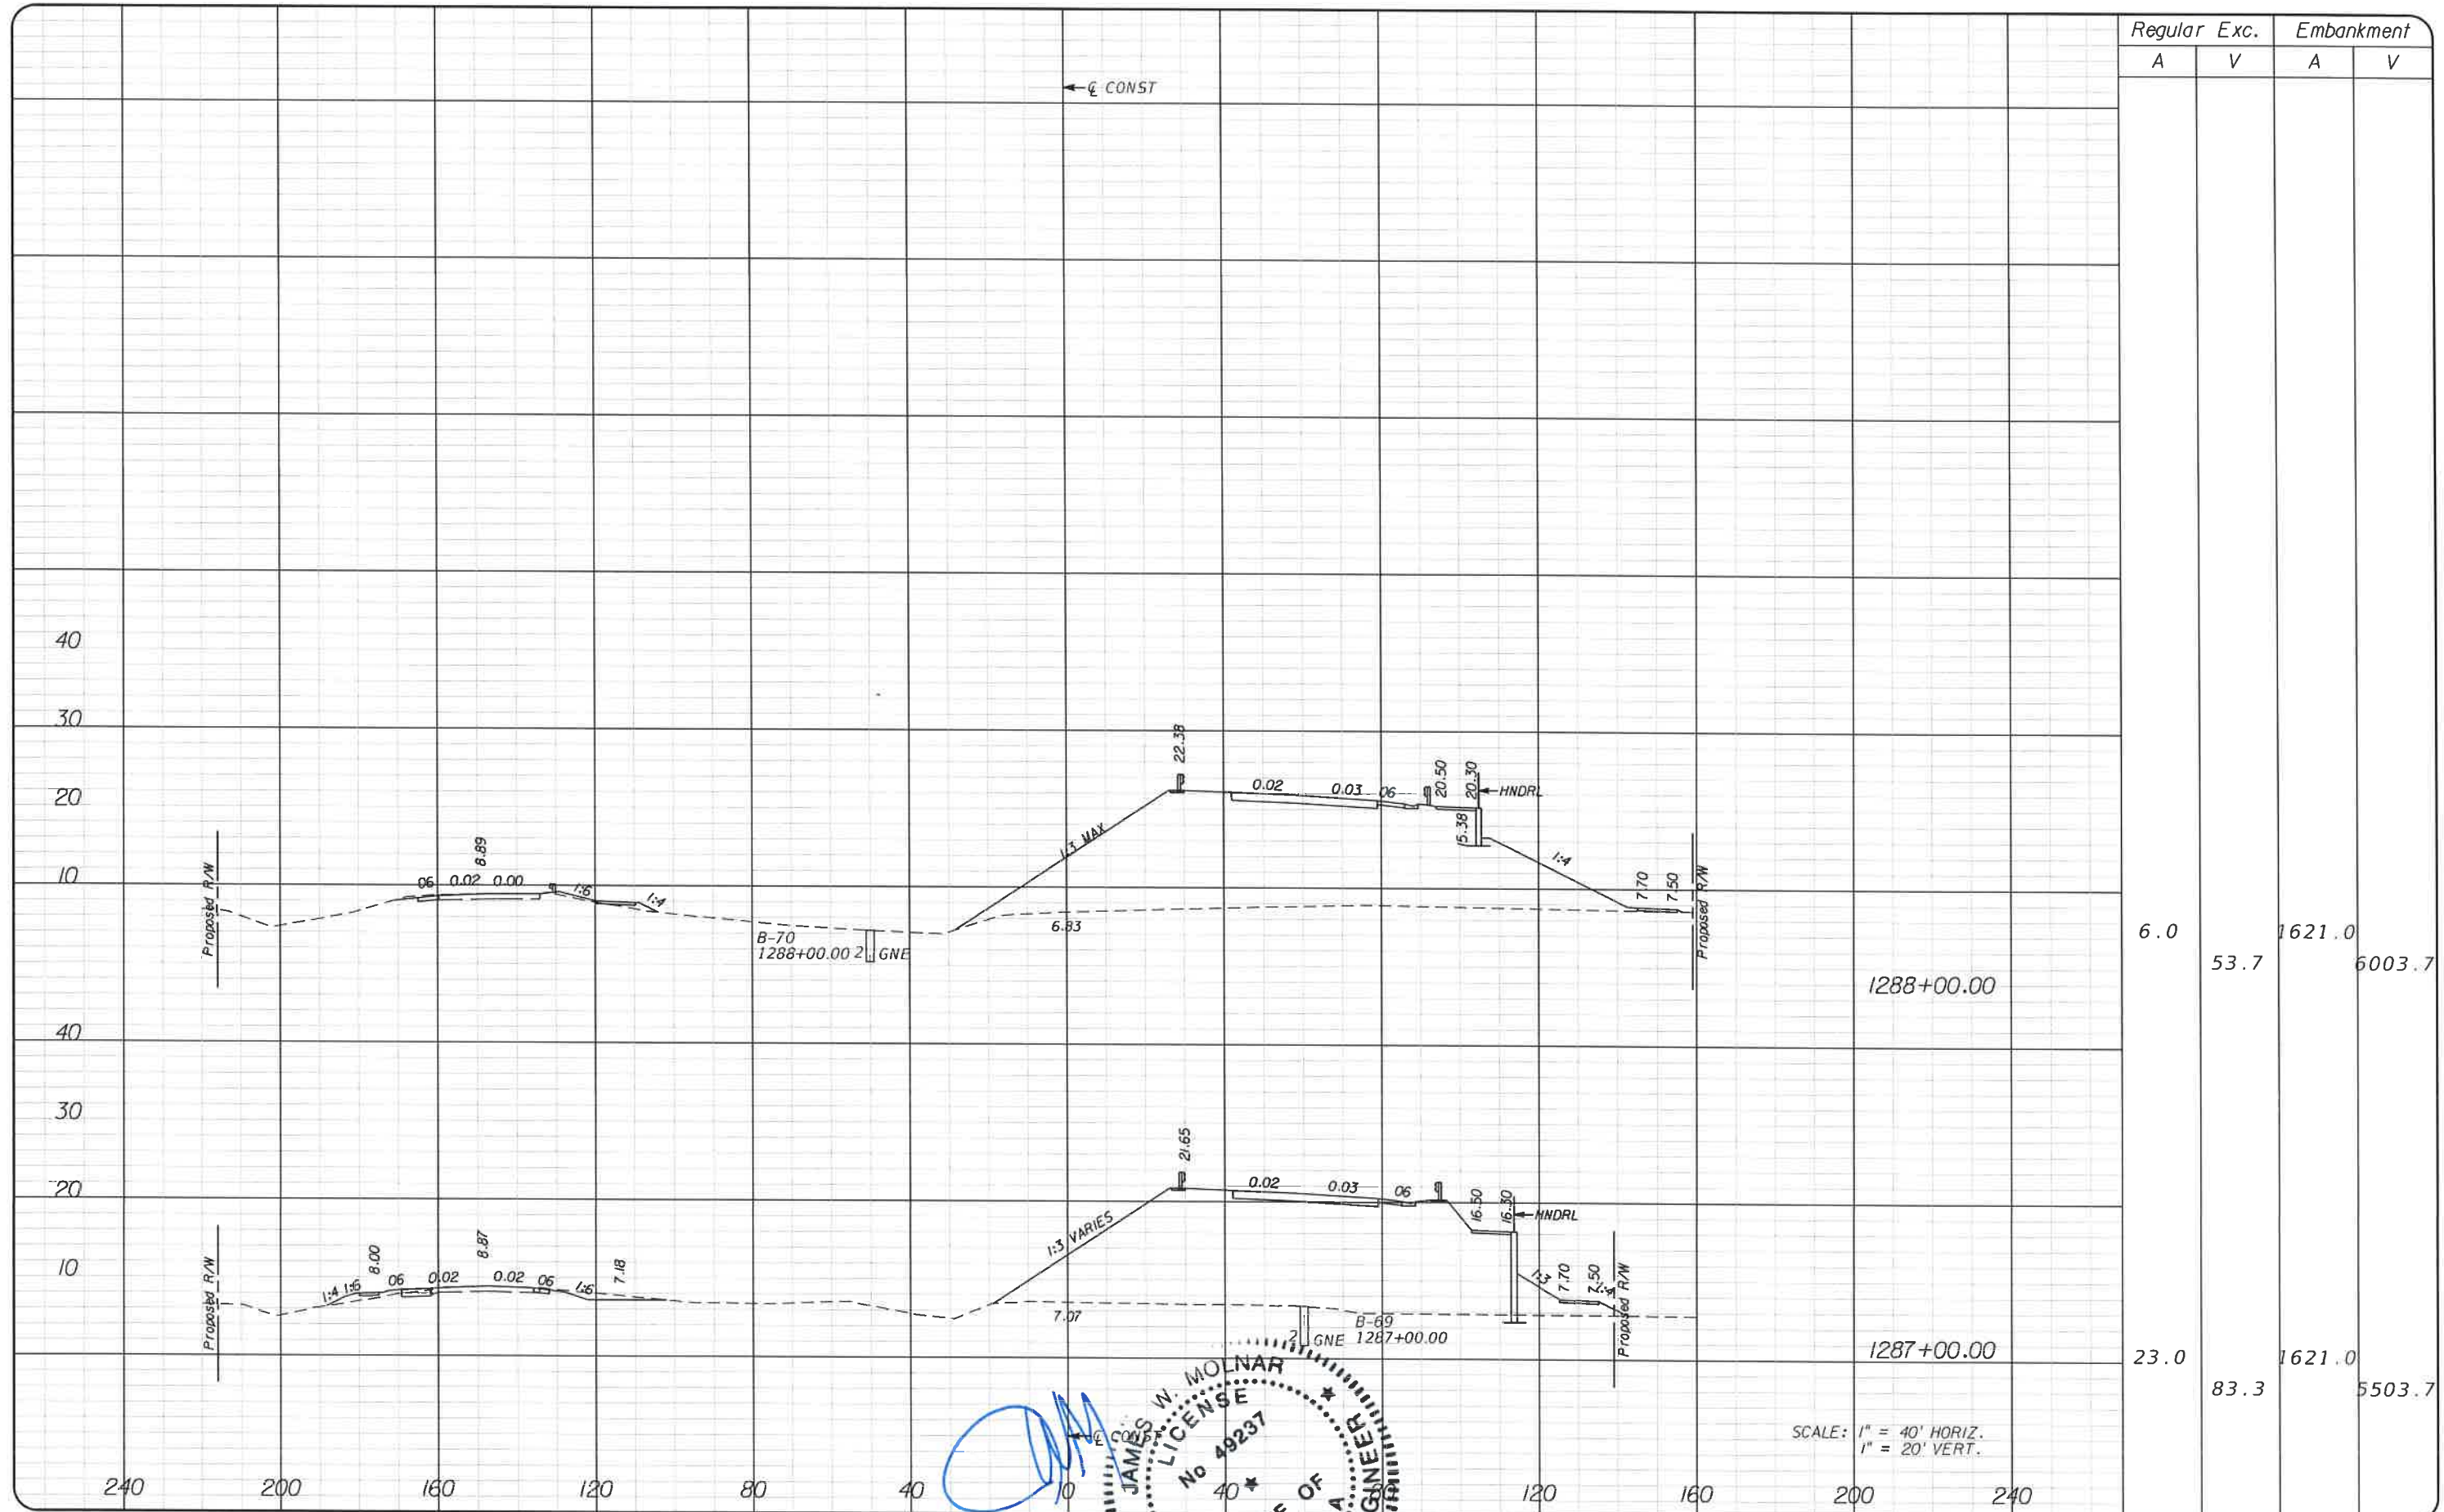 Regular Exc. Embankment
A V A V
℄ CONST
40
30
20
10
22.38
0.02 0.03 06 20.50 20.30 HNDRL
5.38
1:3 MAX
1:4
7.70 7.50
Proposed R/W
8.89
06 0.02 0.00 1:6 1:4
Proposed R/W
6.83
B-70
1288+00.00 2 GNE
6.0 1621.0
53.7 6003.7
1288+00.00
40
30
20
10
21.65
0.02 0.03 06 16.50 16.30 HNDRL
1:3 VARIES
1:3 7.70 7.50 1:4
Proposed R/W
8.00 8.87 7.18
1:4 1:6 06 0.02 0.02 06 1:6
Proposed R/W
7.07
B-69
2 GNE 1287+00.00
1287+00.00
23.0 1621.0
83.3 5503.7
JAMES W. MOLNAR
LICENSE
No 49237
OF
℄ CONST
SCALE: 1" = 40' HORIZ.
1" = 20' VERT.
240 200 160 120 80 40 0 40 80 120 160 200 240